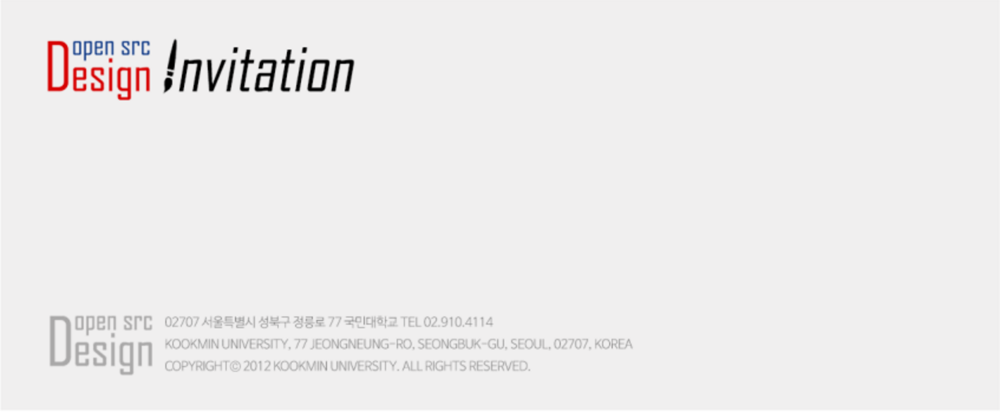 open src
Design Invitation
open src
Design
02707 서울특별시 성북구 정릉로 77 국민대학교 TEL 02.910.4114
KOOKMIN UNIVERSITY, 77 JEONGNEUNG-RO, SEONGBUK-GU, SEOUL, 02707, KOREA
COPYRIGHT© 2012 KOOKMIN UNIVERSITY. ALL RIGHTS RESERVED.